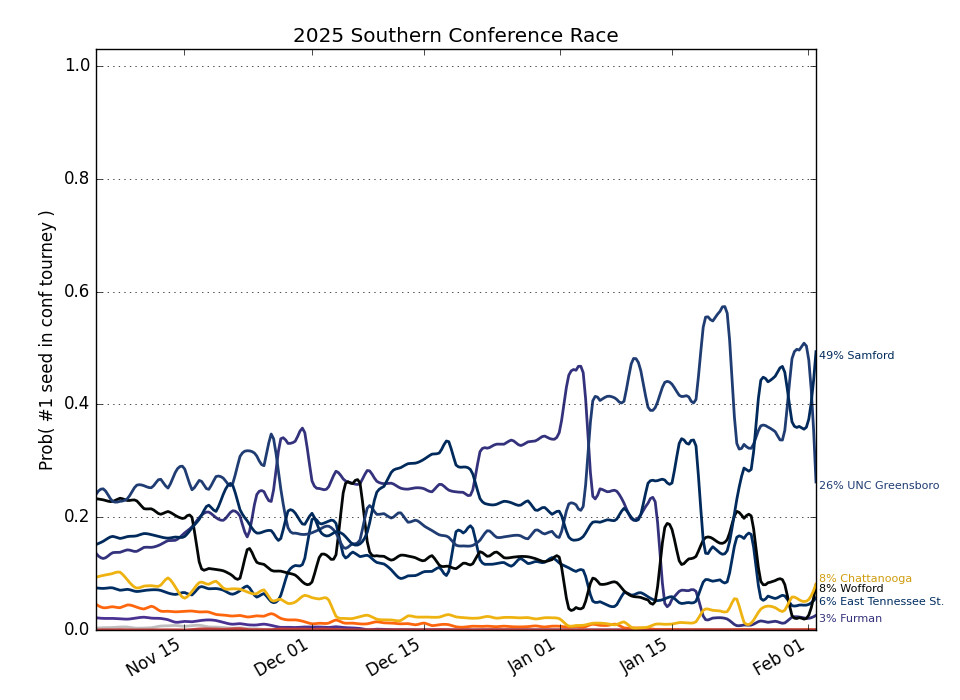 2025 Southern Conference Race
Prob( #1 seed in conf tourney )
1.0
0.8
0.6
0.4
0.2
0.0
Nov 15
Dec 01
Dec 15
Jan 01
Jan 15
Feb 01
49% Samford
26% UNC Greensboro
8% Chattanooga
8% Wofford
6% East Tennessee St.
3% Furman